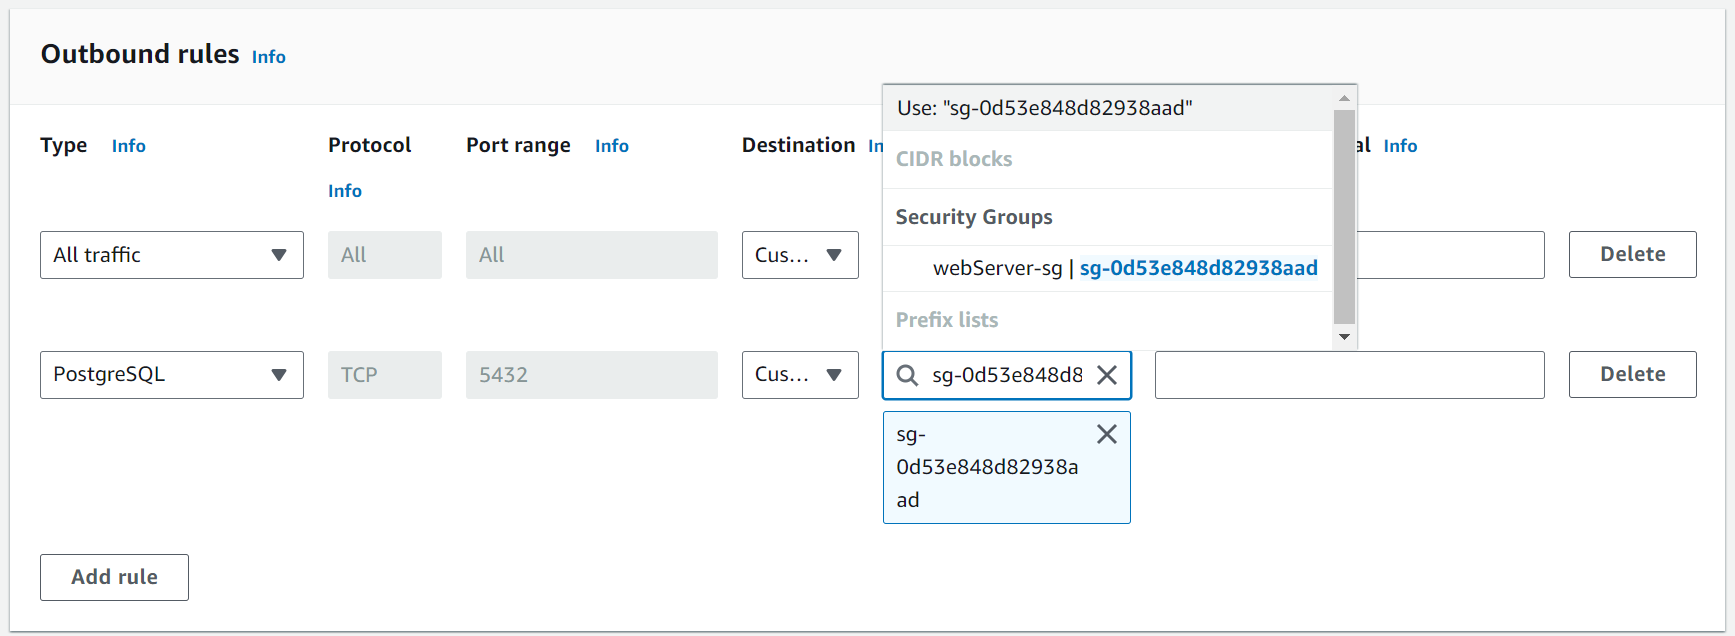 Outbound rules Info
Use: "sg-0d53e848d82938aad"
Type Info Protocol Port range Info Destination In al Info
CIDR blocks
Info
Security Groups
All traffic All All Cus... Delete
webServer-sg | sg-0d53e848d82938aad
Prefix lists
PostgreSQL TCP 5432 Cus... sg-0d53e848d8 Delete
sg-
0d53e848d82938a
ad
Add rule